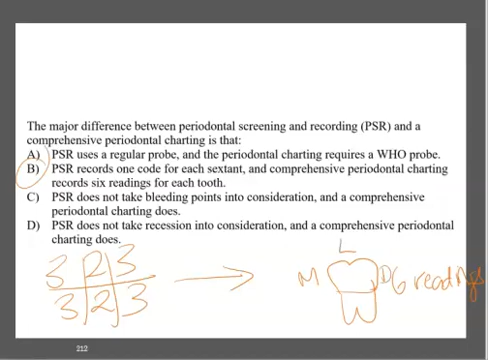 The major difference between periodontal screening and recording (PSR) and a
comprehensive periodontal charting is that:
A) PSR uses a regular probe, and the periodontal charting requires a WHO probe.
B) PSR records one code for each sextant, and comprehensive periodontal charting
records six readings for each tooth.
C) PSR does not take bleeding points into consideration, and a comprehensive
periodontal charting does.
D) PSR does not take recession into consideration, and a comprehensive periodontal
charting does.
L
3 2 3
M D 6 readings
3 2 3
212